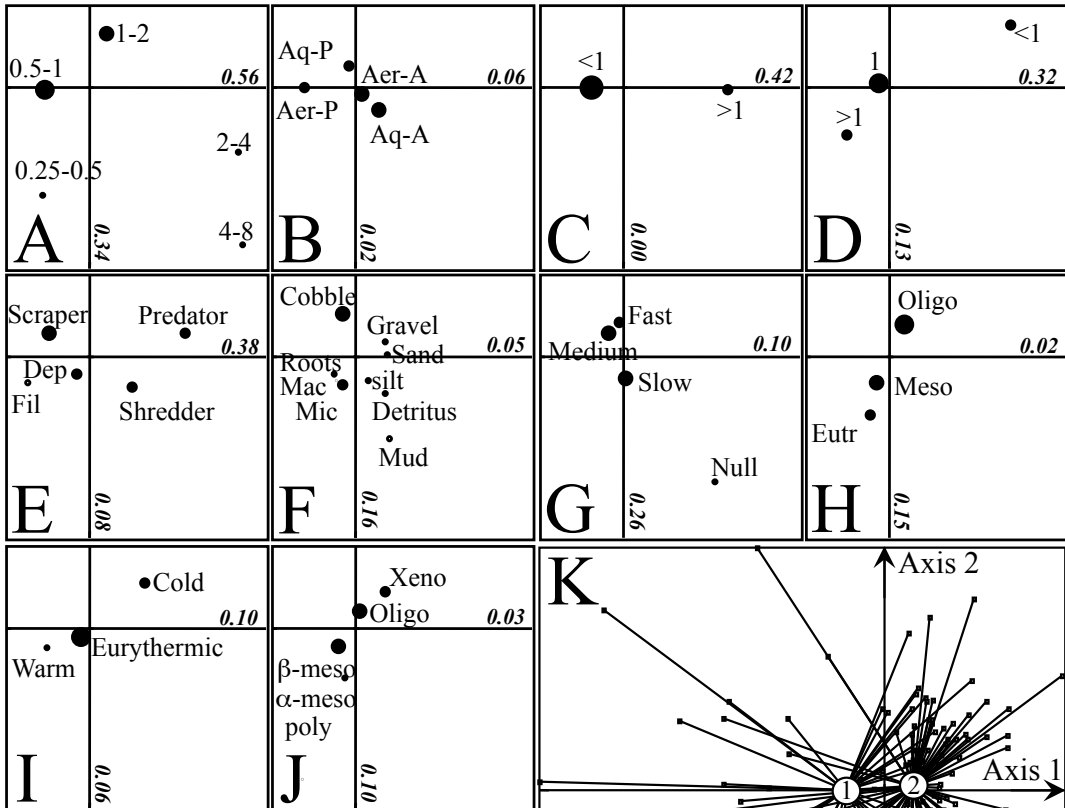 1-2
0.5-1
0.56
2-4
0.25-0.5
4-8
A
0.34
Aq-P
Aer-A
0.06
Aer-P
Aq-A
B
0.02
<1
0.42
>1
C
0.00
<1
1
0.32
>1
D
0.13
Scraper
Predator
0.38
Dep
Fil
Shredder
E
0.08
Cobble
Gravel
Sand
0.05
Roots
Mac
silt
Mic
Detritus
Mud
F
0.16
Fast
0.10
Medium
Slow
Null
G
0.26
Oligo
0.02
Meso
Eutr
H
0.15
Cold
0.10
Eurythermic
Warm
I
0.06
Xeno
Oligo
0.03
β-meso
α-meso
poly
J
0.10
K
Axis 2
Axis 1
1
2